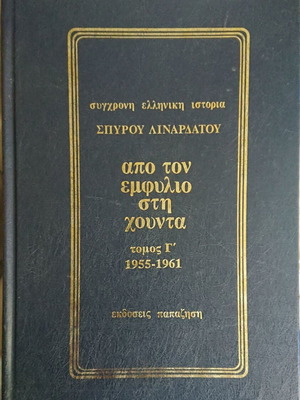 συγχρονη ελληνικη ιστορια
ΣΠΥΡΟΥ ΛΙΝΑΡΔΑΤΟΥ
απο τον
εμφυλιο
στη
χουντα
τομος Γ′
1955-1961
εκδοσεις παπαζηση